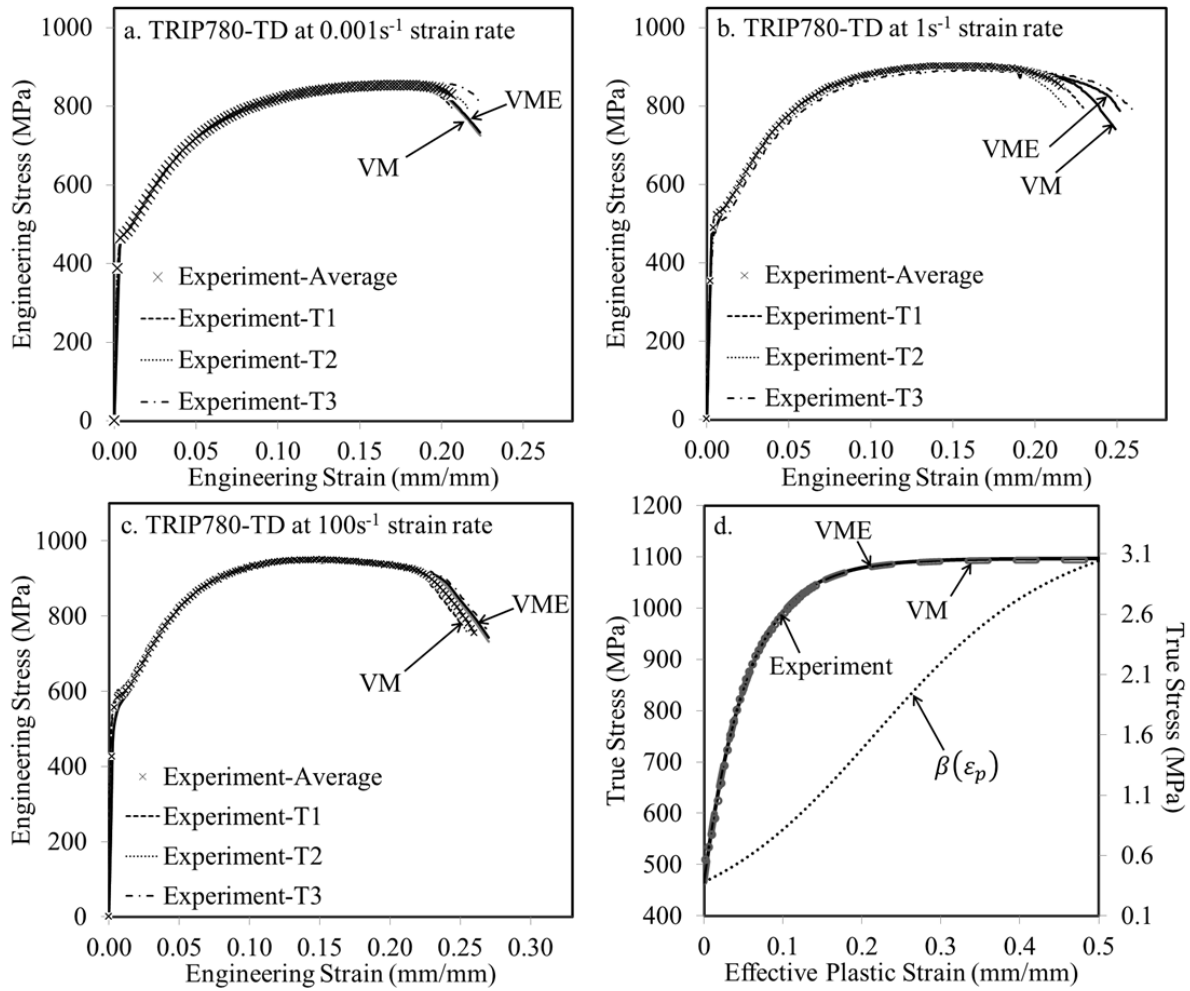 a. TRIP780-TD at 0.001s⁻¹ strain rate
Engineering Stress (MPa)
1000
800
600
400
200
0
VME
VM
Experiment-Average
Experiment-T1
Experiment-T2
Experiment-T3
0.00 0.05 0.10 0.15 0.20 0.25
Engineering Strain (mm/mm)
b. TRIP780-TD at 1s⁻¹ strain rate
Engineering Stress (MPa)
1000
800
600
400
200
0
VME
VM
Experiment-Average
Experiment-T1
Experiment-T2
Experiment-T3
0.00 0.05 0.10 0.15 0.20 0.25
Engineering Strain (mm/mm)
c. TRIP780-TD at 100s⁻¹ strain rate
Engineering Stress (MPa)
1000
800
600
400
200
0
VME
VM
Experiment-Average
Experiment-T1
Experiment-T2
Experiment-T3
0.00 0.05 0.10 0.15 0.20 0.25 0.30
Engineering Strain (mm/mm)
d.
True Stress (MPa)
1200
1100
1000
900
800
700
600
500
400
VME
VM
Experiment
β(εₚ)
3.1
2.6
2.1
1.6
1.1
0.6
0.1
True Stress (MPa)
0 0.1 0.2 0.3 0.4 0.5
Effective Plastic Strain (mm/mm)